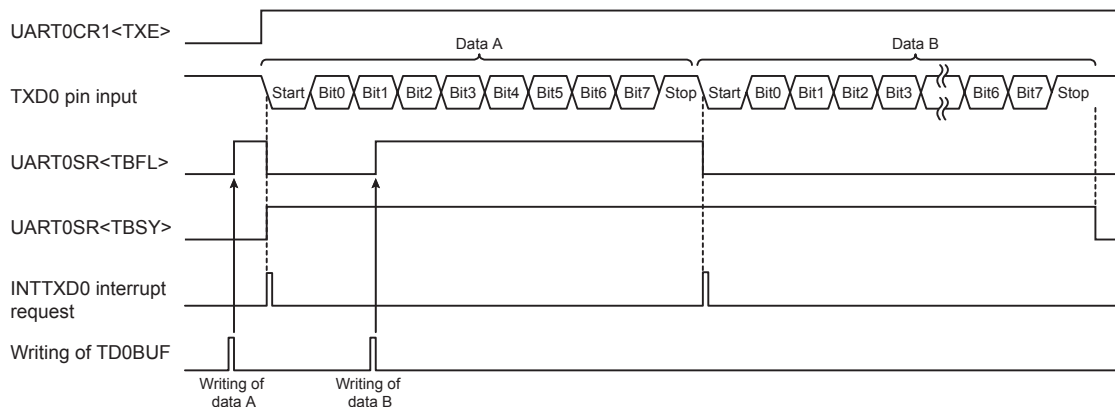 UART0CR1<TXE>
Data A
Data B
TXD0 pin input
Start Bit0 Bit1 Bit2 Bit3 Bit4 Bit5 Bit6 Bit7 Stop Start Bit0 Bit1 Bit2 Bit3 Bit6 Bit7 Stop
UART0SR<TBFL>
UART0SR<TBSY>
INTTXD0 interrupt
request
Writing of TD0BUF
Writing of
data A
Writing of
data B